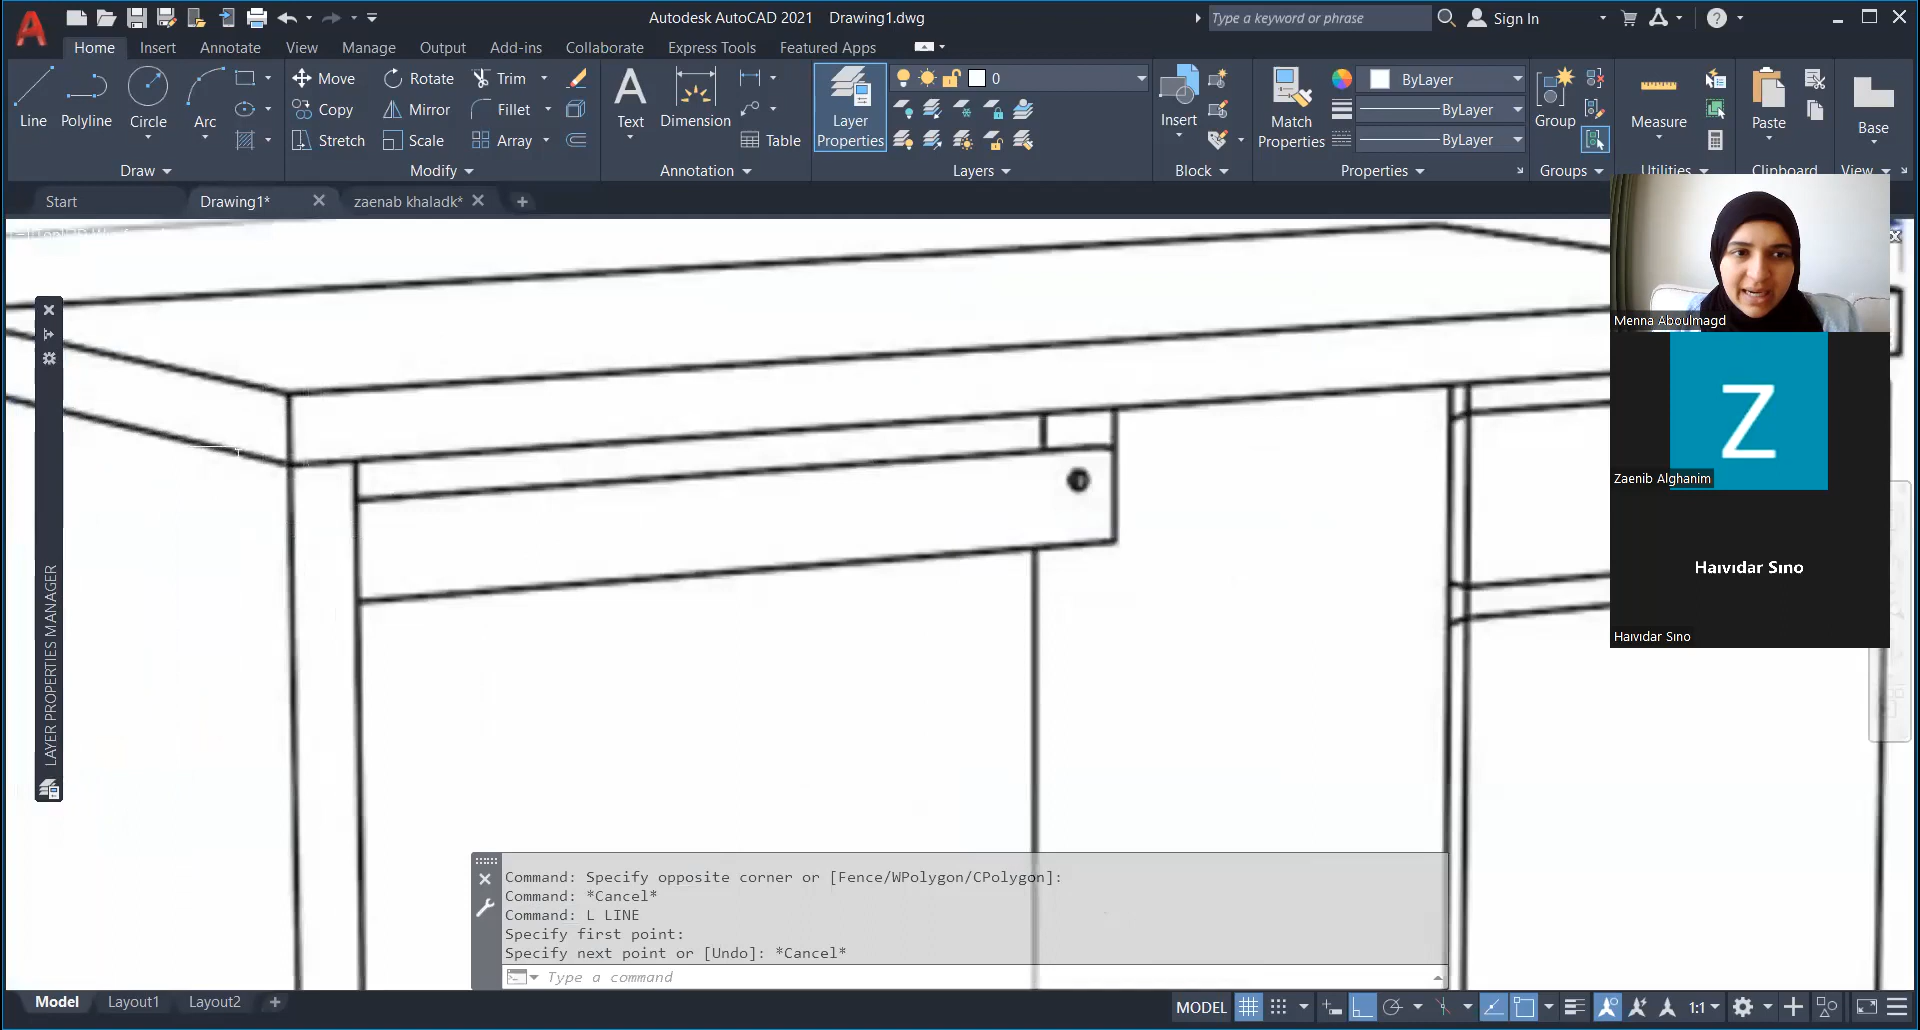 Autodesk AutoCAD 2021 Drawing1.dwg
Type a keyword or phrase
Sign In
Home Insert Annotate View Manage Output Add-ins Collaborate Express Tools Featured Apps
Line Polyline Circle Arc
Move Rotate Trim
Copy Mirror Fillet
Stretch Scale Array
Text Dimension Table
Layer Properties
0
Insert
Match Properties
ByLayer
ByLayer
ByLayer
Group
Measure
Paste
Base
Draw Modify Annotation Layers Block Properties Groups Utilities Clipboard View
Start Drawing1* zaenab khaladk*
Menna Aboulmagd
Z
Zaenib Alghanim
Haıvıdar Sıno
Haıvıdar Sıno
LAYER PROPERTIES MANAGER
Command: Specify opposite corner or [Fence/WPolygon/CPolygon]:
Command: *Cancel*
Command: L LINE
Specify first point:
Specify next point or [Undo]: *Cancel*
Type a command
Model Layout1 Layout2
MODEL 1:1